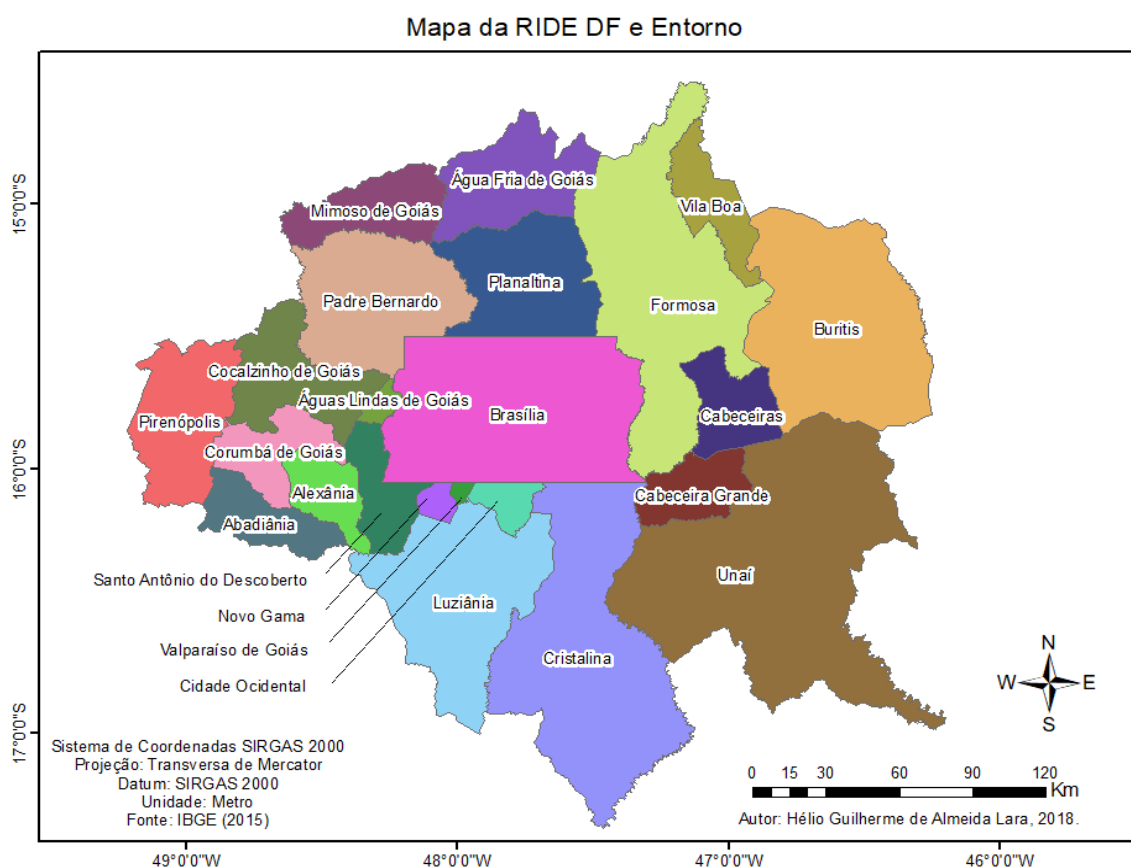 Mapa da RIDE DF e Entorno
Água Fria de Goiás
Mimoso de Goiás
Vila Boa
Planaltina
Padre Bernardo
Formosa
Buritis
Cocalzinho de Goiás
Águas Lindas de Goiás
Brasília
Cabeceiras
Pirenópolis
Corumbá de Goiás
Alexânia
Cabeceira Grande
Abadiânia
Santo Antônio do Descoberto
Unaí
Luziânia
Novo Gama
Valparaíso de Goiás
Cristalina
Cidade Ocidental
N
W
E
S
15°0'0"S
16°0'0"S
17°0'0"S
Sistema de Coordenadas SIRGAS 2000
Projeção: Transversa de Mercator
Datum: SIRGAS 2000
Unidade: Metro
Fonte: IBGE (2015)
0 15 30 60 90 120
Km
Autor: Hélio Guilherme de Almeida Lara, 2018.
49°0'0"W 48°0'0"W 47°0'0"W 46°0'0"W